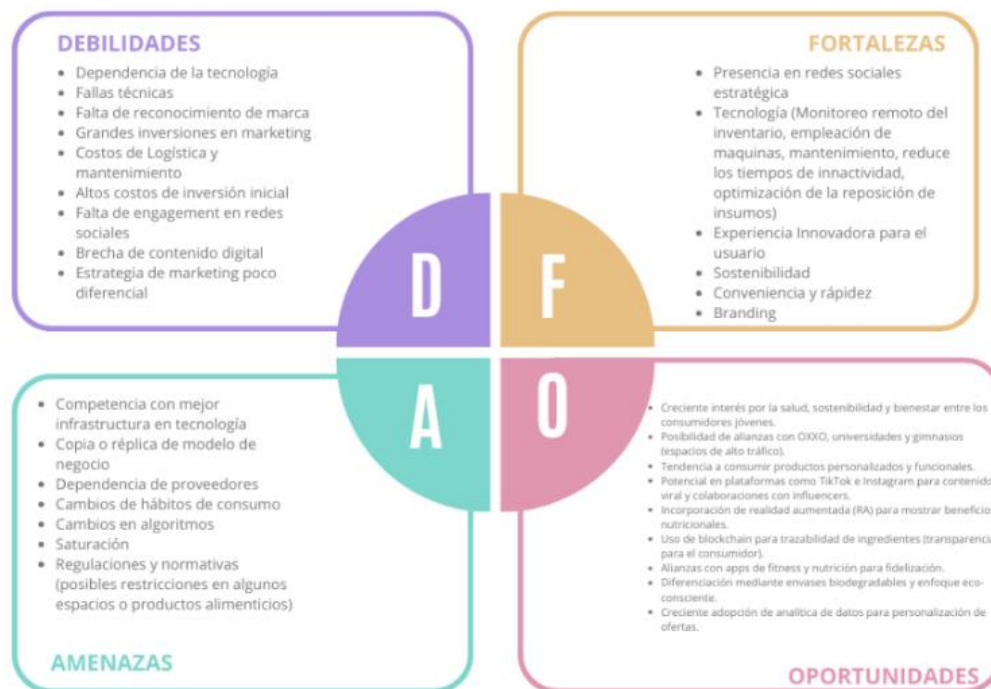 DEBILIDADES
• Dependencia de la tecnología
• Fallas técnicas
• Falta de reconocimiento de marca
• Grandes inversiones en marketing
• Costos de Logística y
mantenimiento
• Altos costos de inversión inicial
• Falta de engagement en redes
sociales
• Brecha de contenido digital
• Estrategia de marketing poco
diferencial
FORTALEZAS
• Presencia en redes sociales
estratégica
• Tecnología (Monitoreo remoto del
inventario, empleación de
maquinas, mantenimiento, reduce
los tiempos de innactividad,
optimización de la reposición de
insumos)
• Experiencia Innovadora para el
usuario
• Sostenibilidad
• Conveniencia y rápidez
• Branding
D
F
A
O
• Competencia con mejor
infrastructura en tecnología
• Copia o réplica de modelo de
negocio
• Dependencia de proveedores
• Cambios de hábitos de consumo
• Cambios en algoritmos
• Saturación
• Regulaciones y normativas
(posibles restricciones en algunos
espacios o productos alimenticios)
AMENAZAS
• Creciente interés por la salud, sostenibilidad y bienestar entre los
consumidores jóvenes.
• Posibilidad de alianzas con OXXO, universidades y gimnasios
(espacios de alto tráfico).
• Tendencia a consumir productos personalizados y funcionales.
• Potencial en plataformas como TikTok e Instagram para contenido
viral y colaboraciones con influencers.
• Incorporación de realidad aumentada (RA) para mostrar beneficio
nutricionales.
• Uso de blockchain para trazabilidad de ingredientes (transparencia
para el consumidor).
• Alianzas con apps de fitness y nutrición para fidelización.
• Diferenciación mediante envases biodegradables y enfoque eco-
consciente.
• Creciente adopción de analítica de datos para personalización de
ofertas.
OPORTUNIDADES